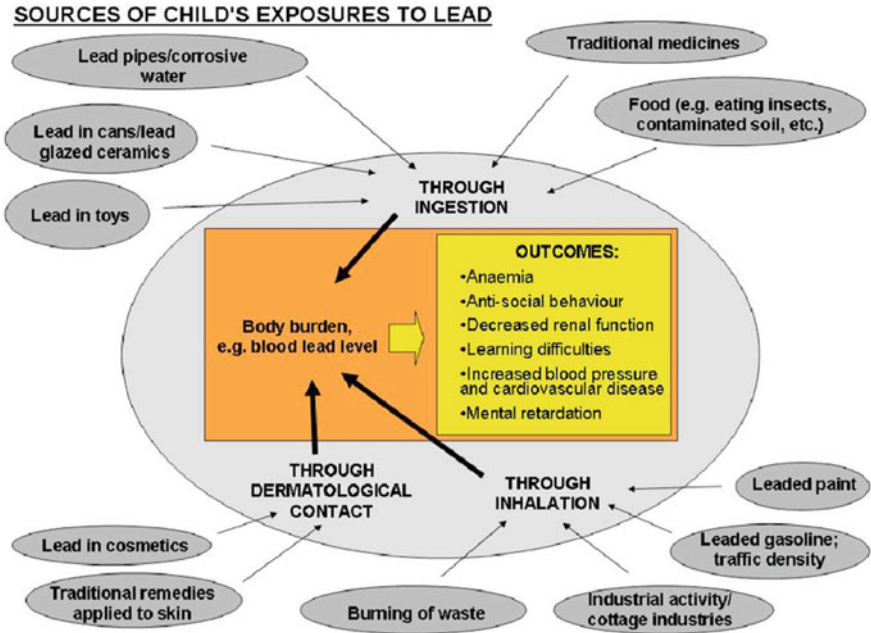 SOURCES OF CHILD'S EXPOSURES TO LEAD
Lead pipes/corrosive
water
Traditional medicines
Food (e.g. eating insects,
contaminated soil, etc.)
Lead in cans/lead
glazed ceramics
Lead in toys
THROUGH
INGESTION
OUTCOMES:
•Anaemia
•Anti-social behaviour
•Decreased renal function
•Learning difficulties
•Increased blood pressure
and cardiovascular disease
•Mental retardation
Body burden,
e.g. blood lead level
THROUGH
DERMATOLOGICAL
CONTACT
THROUGH
INHALATION
Leaded paint
Leaded gasoline;
traffic density
Lead in cosmetics
Traditional remedies
applied to skin
Burning of waste
Industrial activity/
cottage industries